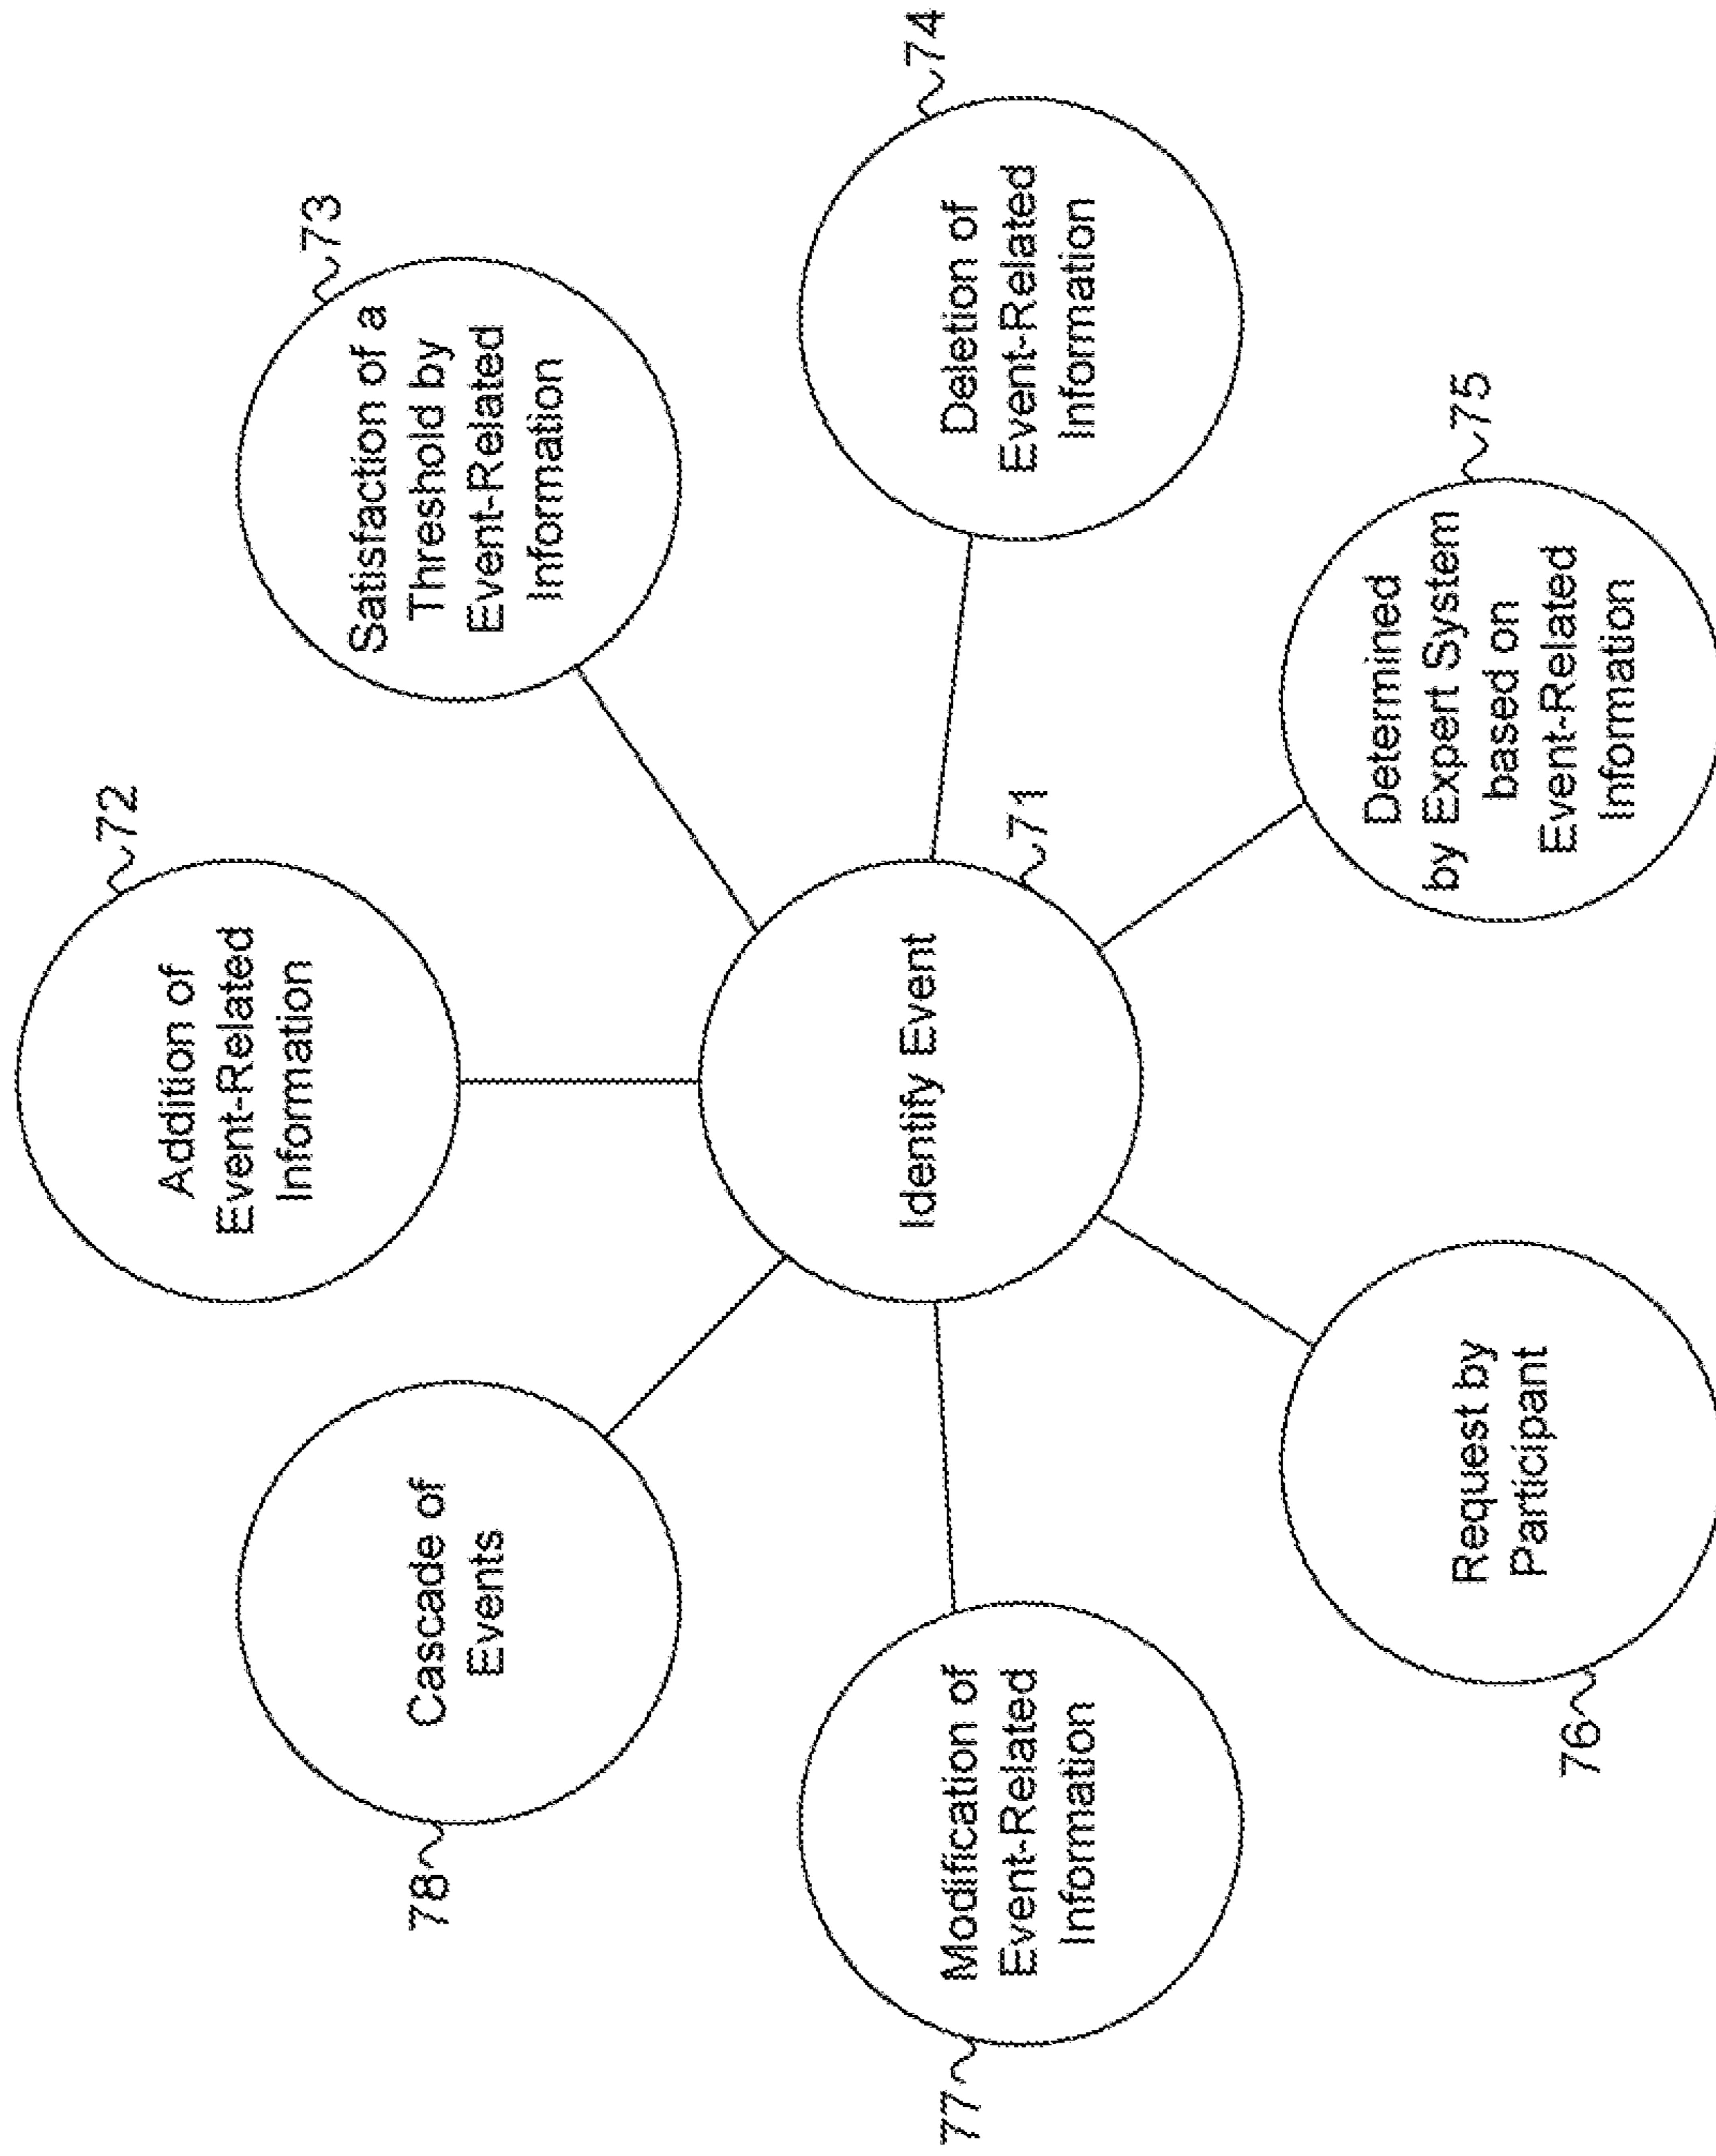 Addition of
Event-Related
Information
72
Satisfaction of a
Threshold by
Event-Related
Information
73
Deletion of
Event-Related
Information
74
Determined
by Expert System
based on
Event-Related
Information
75
Request by
Participant
76
Modification of
Event-Related
Information
77
Cascade of
Events
78
Identify Event
71